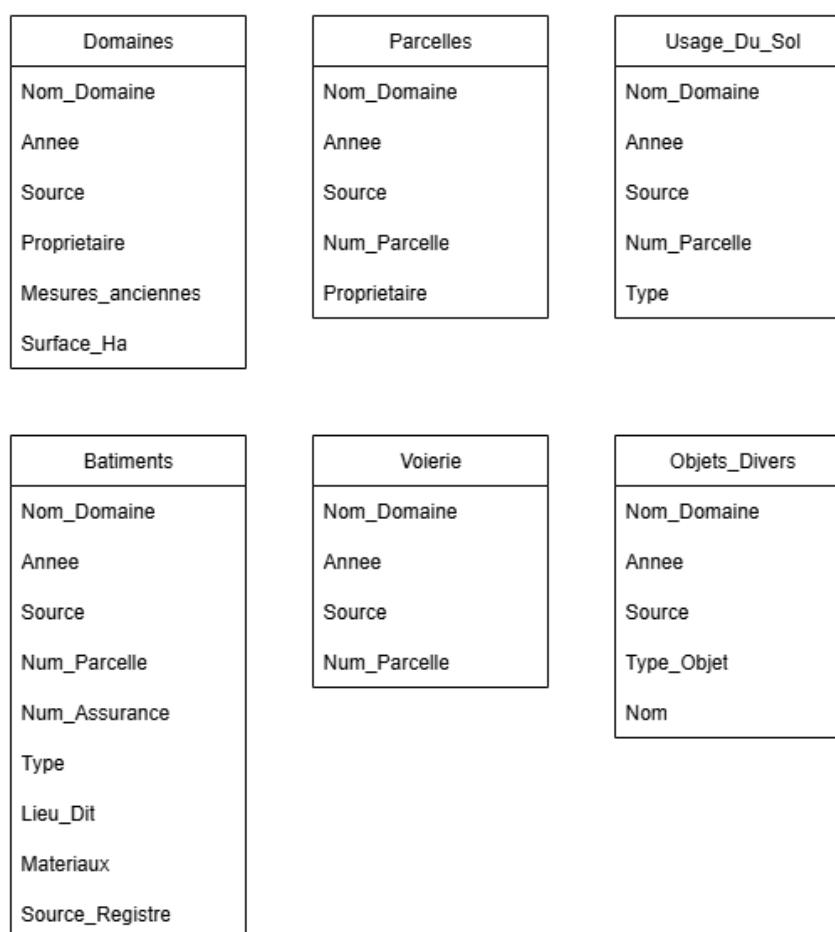 Domaines
Nom_Domaine
Annee
Source
Proprietaire
Mesures_anciennes
Surface_Ha
Parcelles
Nom_Domaine
Annee
Source
Num_Parcelle
Proprietaire
Usage_Du_Sol
Nom_Domaine
Annee
Source
Num_Parcelle
Type
Batiments
Nom_Domaine
Annee
Source
Num_Parcelle
Num_Assurance
Type
Lieu_Dit
Materiaux
Source_Registre
Voierie
Nom_Domaine
Annee
Source
Num_Parcelle
Objets_Divers
Nom_Domaine
Annee
Source
Type_Objet
Nom